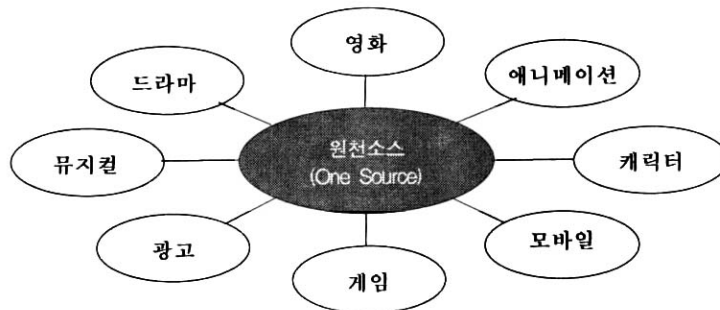 영화
드라마
애니메이션
원천소스
(One Source)
뮤지컬
캐릭터
광고
모바일
게임